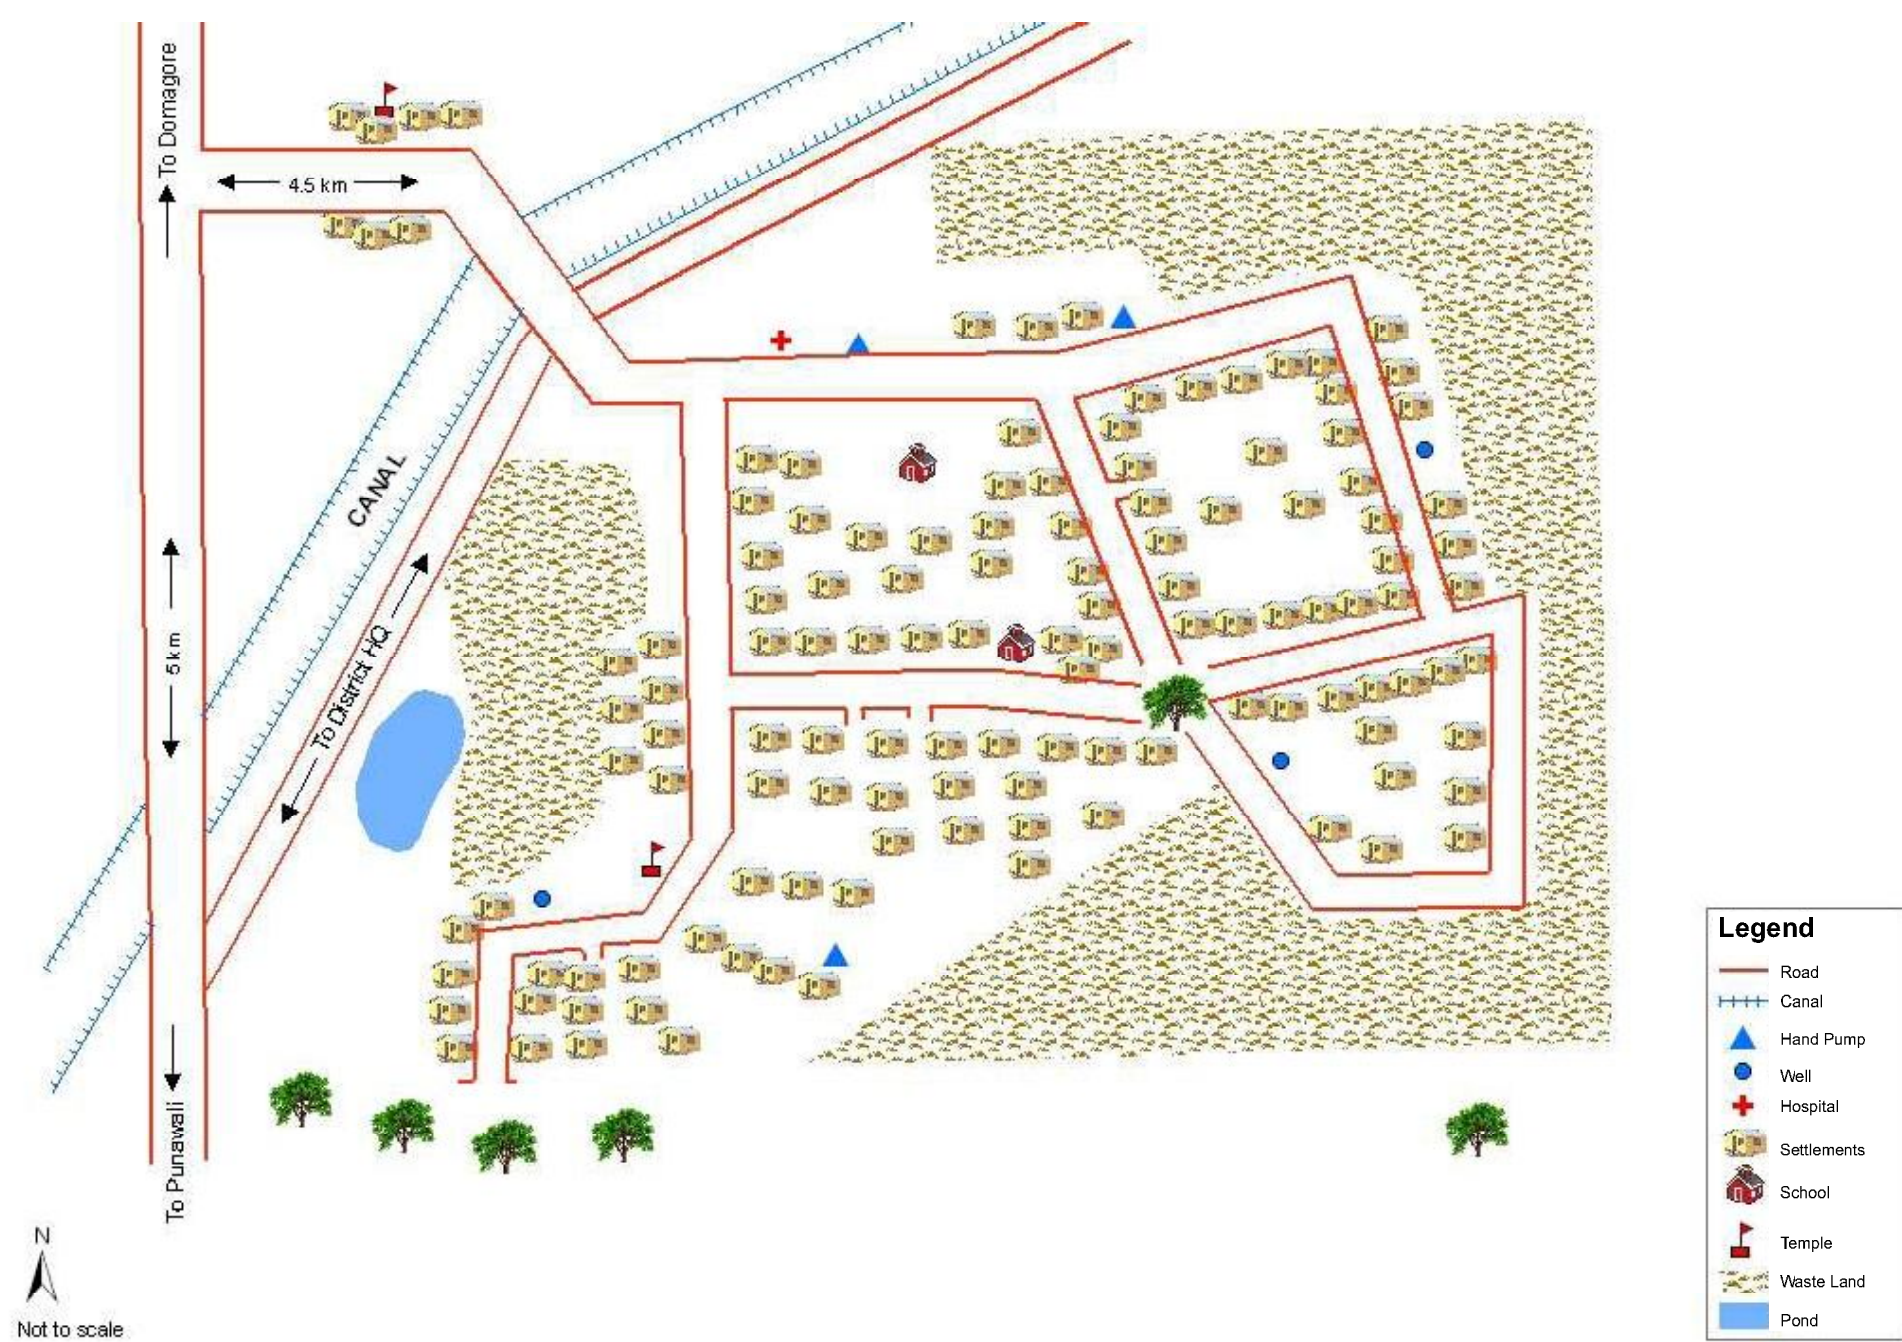 To Domagore
4.5 km
CANAL
5 km
To District HQ
To Punawali
N
Not to scale
Legend
Road
Canal
Hand Pump
Well
Hospital
Settlements
School
Temple
Waste Land
Pond